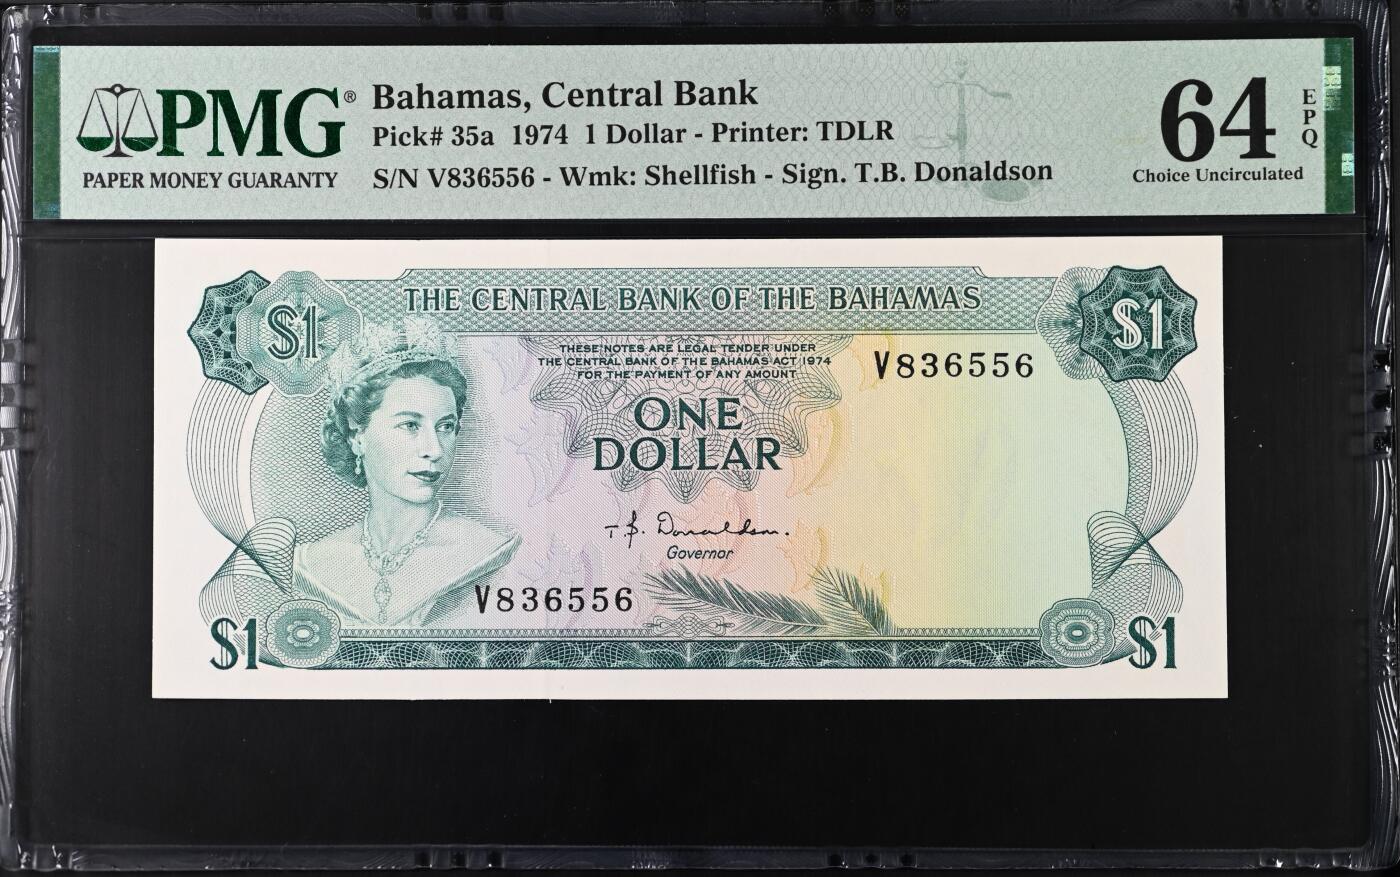 PMG®
PAPER MONEY GUARANTY
Bahamas, Central Bank
Pick# 35a 1974 1 Dollar - Printer: TDLR
S/N V836556 - Wmk: Shellfish - Sign. T.B. Donaldson
64
EPQ
Choice Uncirculated
$1
THE CENTRAL BANK OF THE BAHAMAS
$1
THESE NOTES ARE LEGAL TENDER UNDER
THE CENTRAL BANK OF THE BAHAMAS ACT 1974
FOR THE PAYMENT OF ANY AMOUNT
V836556
ONE
DOLLAR
T.B. Donaldson.
Governor
V836556
$1
$1